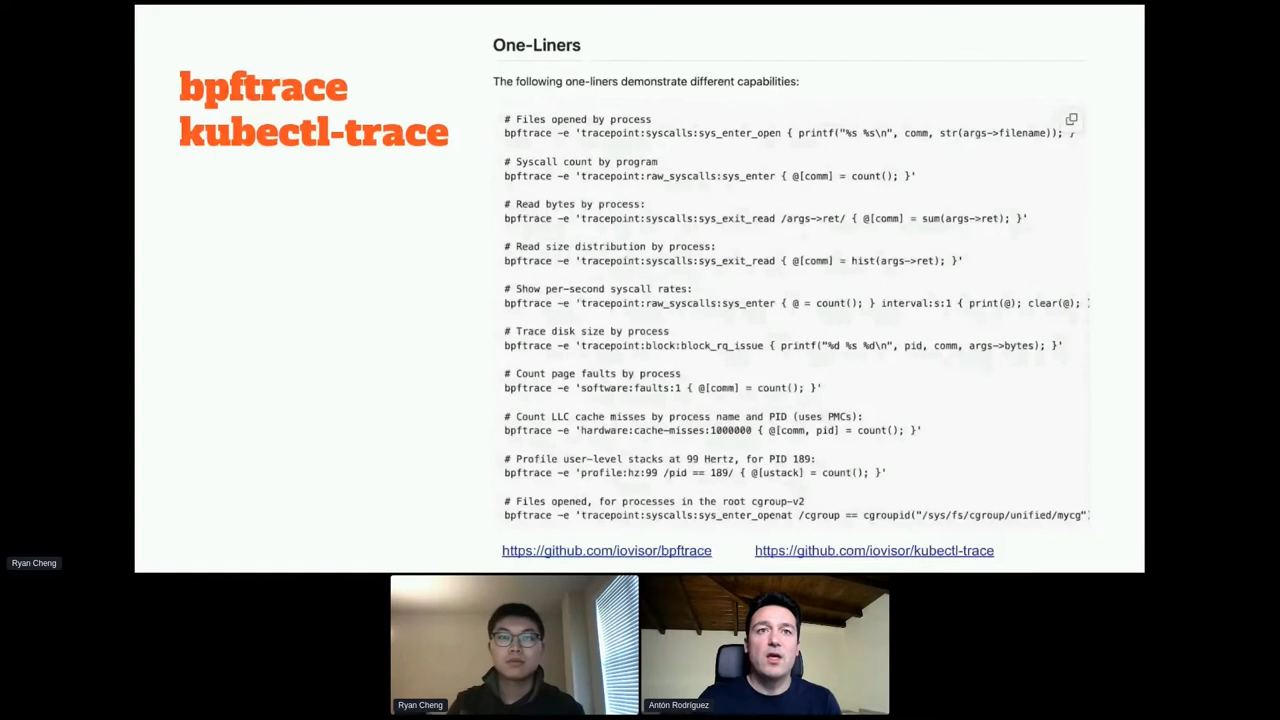 bpftrace
kubectl-trace
One-Liners
The following one-liners demonstrate different capabilities:
# Files opened by process
bpftrace -e 'tracepoint:syscalls:sys_enter_open { printf("%s %s\n", comm, str(args->filename)); }
# Syscall count by program
bpftrace -e 'tracepoint:raw_syscalls:sys_enter { @[comm] = count(); }'
# Read bytes by process:
bpftrace -e 'tracepoint:syscalls:sys_exit_read /args->ret/ { @[comm] = sum(args->ret); }'
# Read size distribution by process:
bpftrace -e 'tracepoint:syscalls:sys_exit_read { @[comm] = hist(args->ret); }'
# Show per-second syscall rates:
bpftrace -e 'tracepoint:raw_syscalls:sys_enter { @ = count(); } interval:s:1 { print(@); clear(@); }
# Trace disk size by process
bpftrace -e 'tracepoint:block:block_rq_issue { printf("%d %s %d\n", pid, comm, args->bytes); }'
# Count page faults by process
bpftrace -e 'software:faults:1 { @[comm] = count(); }'
# Count LLC cache misses by process name and PID (uses PMCs):
bpftrace -e 'hardware:cache-misses:1000000 { @[comm, pid] = count(); }'
# Profile user-level stacks at 99 Hertz, for PID 189:
bpftrace -e 'profile:hz:99 /pid == 189/ { @[ustack] = count(); }'
# Files opened, for processes in the root cgroup-v2
bpftrace -e 'tracepoint:syscalls:sys_enter_openat /cgroup == cgroupid("/sys/fs/cgroup/unified/mycg")
https://github.com/iovisor/bpftrace
https://github.com/iovisor/kubectl-trace
Ryan Cheng
Ryan Cheng
Antón Rodríguez